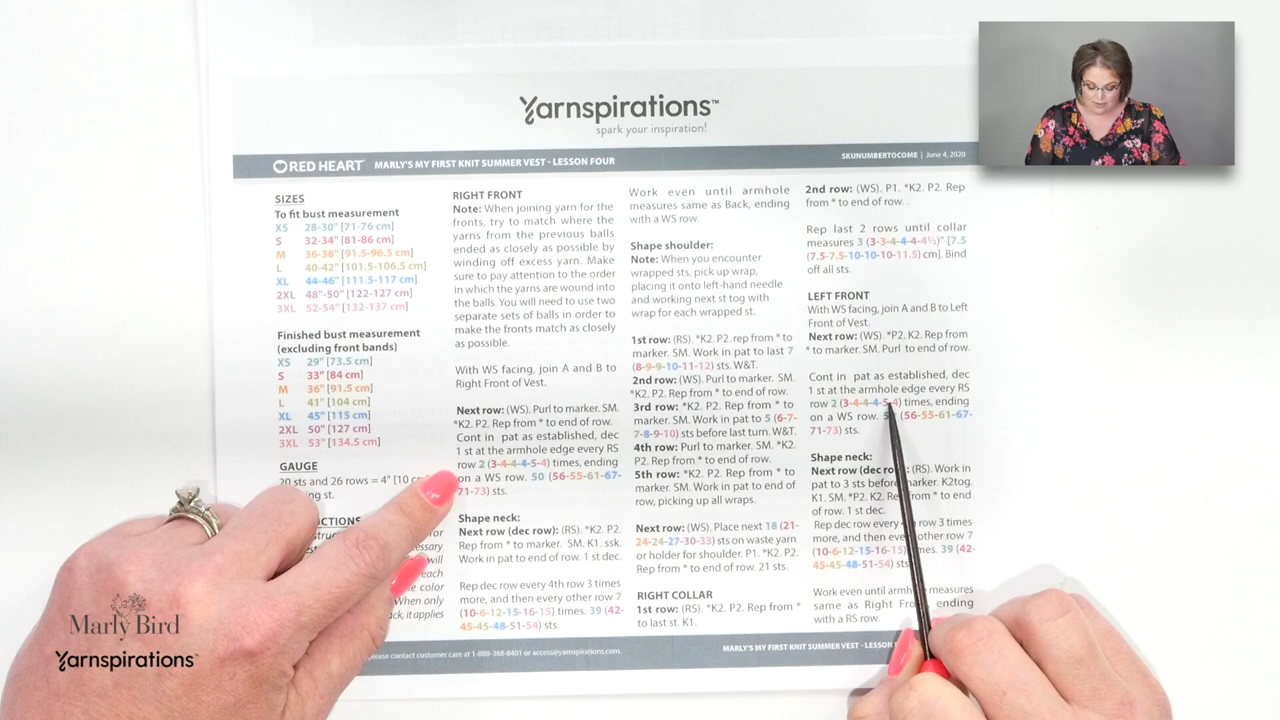 Yarnspirations™
spark your inspiration!
RED HEART MARLY'S MY FIRST KNIT SUMMER VEST - LESSON FOUR
SKUNUMBERTOCOME | June 4, 2020
SIZES
To fit bust measurement
XS 28-30" [71-76 cm]
S 32-34" [81-86 cm]
M 36-38" [91.5-96.5 cm]
L 40-42" [101.5-106.5 cm]
XL 44-46" [111.5-117 cm]
2XL 48"-50" [122-127 cm]
3XL 52-54" [132-137 cm]
Finished bust measurement
(excluding front bands)
XS 29" [73.5 cm]
S 33" [84 cm]
M 36" [91.5 cm]
L 41" [104 cm]
XL 45" [115 cm]
2XL 50" [127 cm]
3XL 53" [134.5 cm]
GAUGE
20 sts and 26 rows = 4" [10
st.
or
will
each
color
When only
it applies
RIGHT FRONT
Note: When joining yarn for the
fronts, try to match where the
yarns from the previous balls
ended as closely as possible by
winding off excess yarn. Make
sure to pay attention to the order
in which the yarns are wound into
the balls. You will need to use two
separate sets of balls in order to
make the fronts match as closely
as possible.
With WS facing, join A and B to
Right Front of Vest.
Next row: (WS). Purl to marker. SM.
*K2. P2. Rep from * to end of row.
Cont in pat as established, dec
1 st at the armhole edge every RS
row 2 (3-4-4-4-5-4) times, ending
on a WS row. 50 (56-55-61-67-
71-73) sts.
Shape neck:
Next row (dec row): (RS). *K2. P2.
Rep from * to marker. SM. K1. ssk.
Work in pat to end of row. 1 st dec.
Rep dec row every 4th row 3 times
more, and then every other row 7
(10-6-12-15-16-15) times. 39 (42-
45-45-48-51-54) sts.
Work even until armhole
measures same as Back, ending
with a WS row.
Shape shoulder:
Note: When you encounter
wrapped sts, pick up wrap,
placing it onto left-hand needle
and working next st tog with
wrap for each wrapped st.
1st row: (RS). *K2. P2. rep from * to
marker. SM. Work in pat to last 7
(8-9-9-10-11-12) sts. W&T.
2nd row: (WS). Purl to marker. SM.
*K2. P2. Rep from * to end of row.
3rd row: *K2. P2. Rep from * to
marker. SM. Work in pat to 5 (6-7-
7-8-9-10) sts before last turn. W&T.
4th row: Purl to marker. SM. *K2.
P2. Rep from * to end of row.
5th row: *K2. P2. Rep from * to
marker. SM. Work in pat to end of
row, picking up all wraps.
Next row: (WS). Place next 18 (21-
24-24-27-30-33) sts on waste yarn
or holder for shoulder. P1. *K2. P2.
Rep from * to end of row. 21 sts.
RIGHT COLLAR
1st row: (RS). *K2. P2. Rep from *
to last st. K1.
2nd row: (WS). P1. *K2. P2. Rep
from * to end of row. .
Rep last 2 rows until collar
measures 3 (3-3-4-4-4-4½)" [7.5
(7.5-7.5-10-10-10-11.5) cm]. Bind
off all sts.
LEFT FRONT
With WS facing, join A and B to Left
Front of Vest.
Next row: (WS). *P2. K2. Rep from
* to marker. SM. Purl to end of row.
Cont in pat as established, dec
1 st at the armhole edge every RS
row 2 (3-4-4-4-5-4) times, ending
on a WS row. (56-55-61-67-
71-73) sts.
Shape neck:
Next row (dec (RS). Work in
pat to 3 sts before marker. K2tog.
K1. SM. *P2. K2. to end
of row. 1 st dec.
Rep dec row every row 3 times
more, and then every other row 7
(10-6-12-15-16-15) 39 (42-
45-45-48-51-54) sts
Work even until measures
same as Right ending
with a RS row.
please contact customer care at 1-888-368-8401 or access@yarnspirations.com.
MARLY'S MY FIRST KNIT SUMMER VEST -
Marly Bird
Yarnspirations™